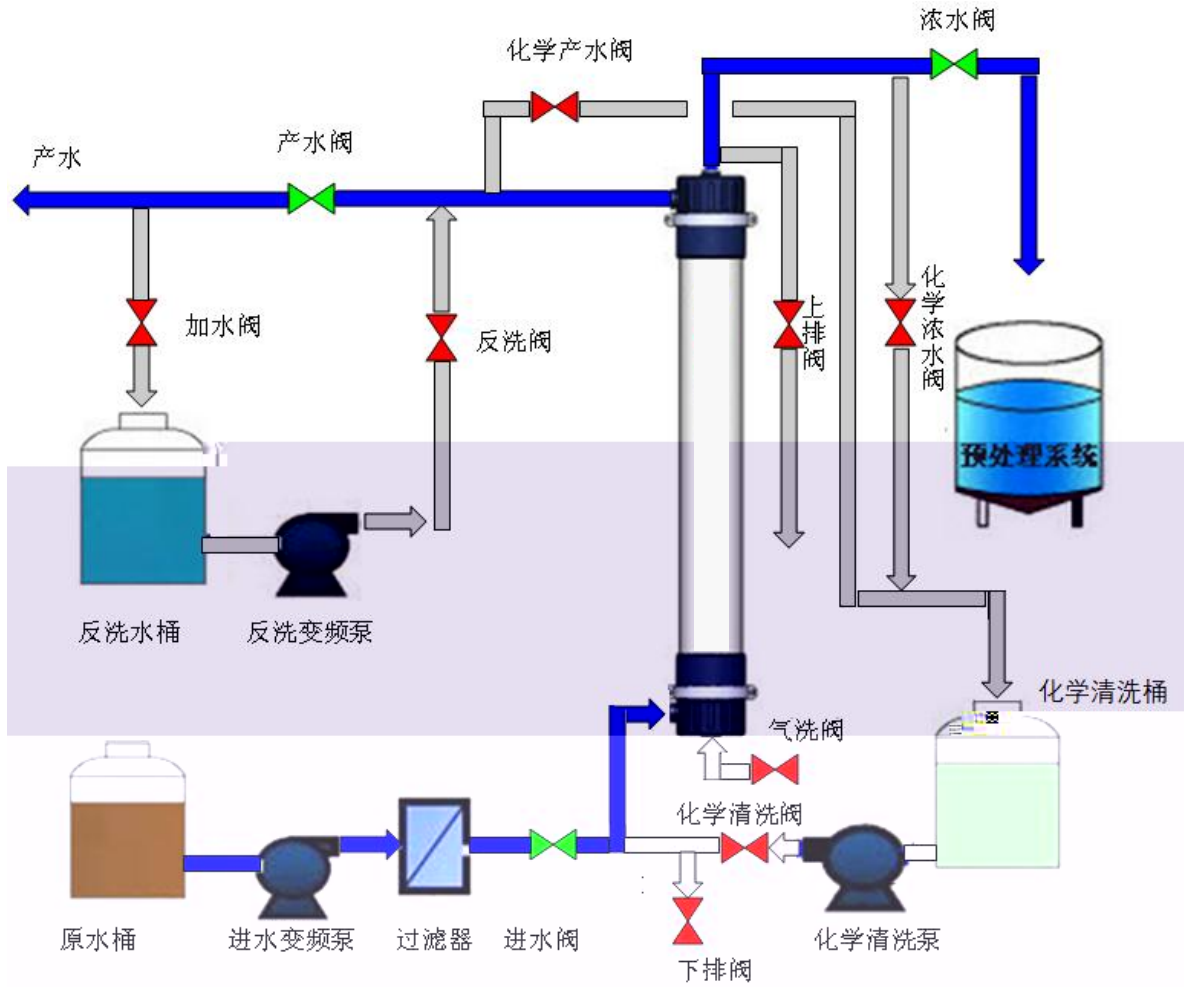 浓水阀
化学产水阀
产水阀
产水
加水阀
反洗阀
上排阀
化学浓水阀
预处理系统
反洗水桶
反洗变频泵
化学清洗桶
气洗阀
化学清洗阀
原水桶
进水变频泵
过滤器
进水阀
化学清洗泵
下排阀